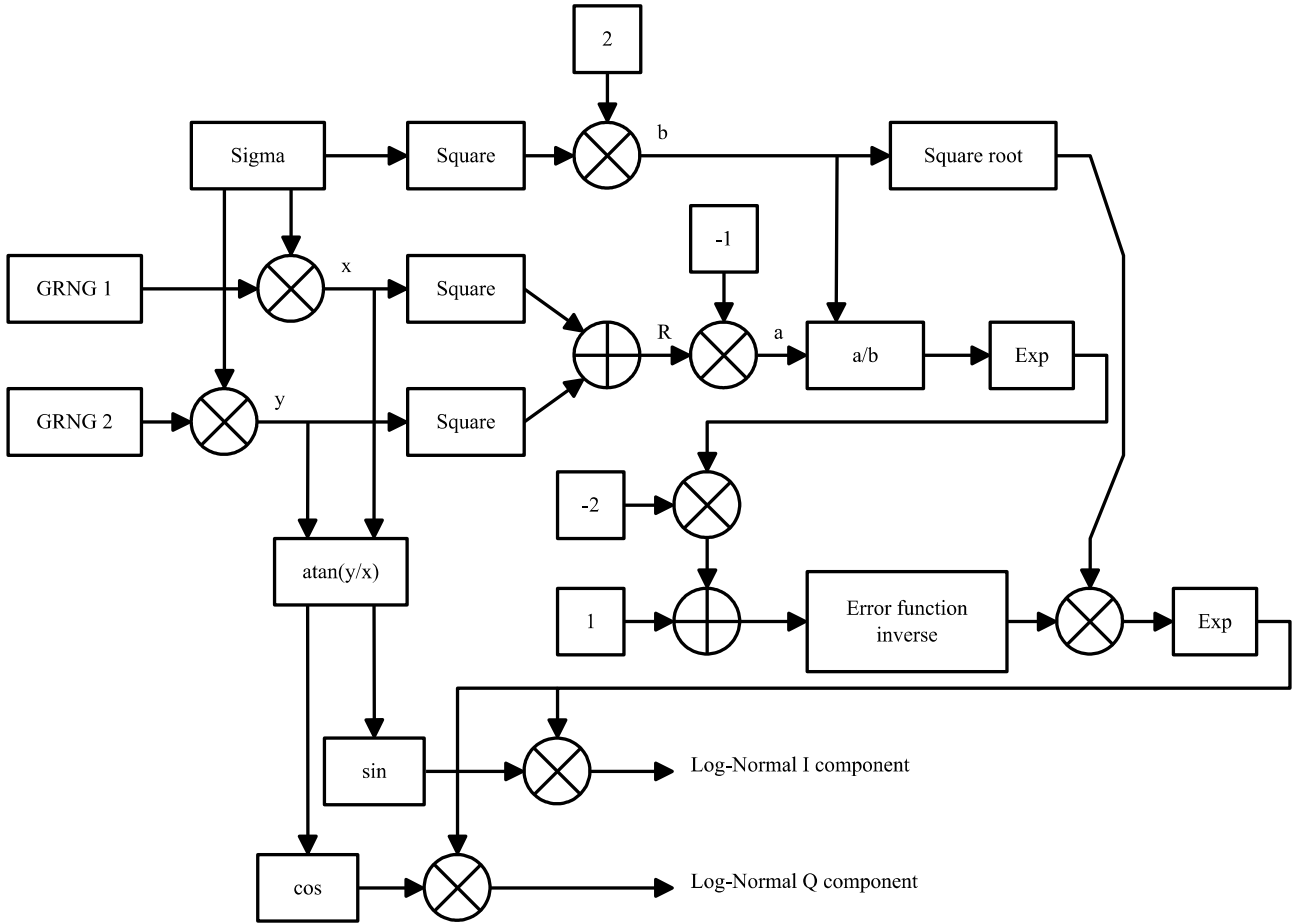 2
b
Sigma
Square
Square root
-1
GRNG 1
x
Square
R
a
a/b
Exp
GRNG 2
y
Square
-2
atan(y/x)
1
Error function
inverse
Exp
sin
Log-Normal I component
cos
Log-Normal Q component